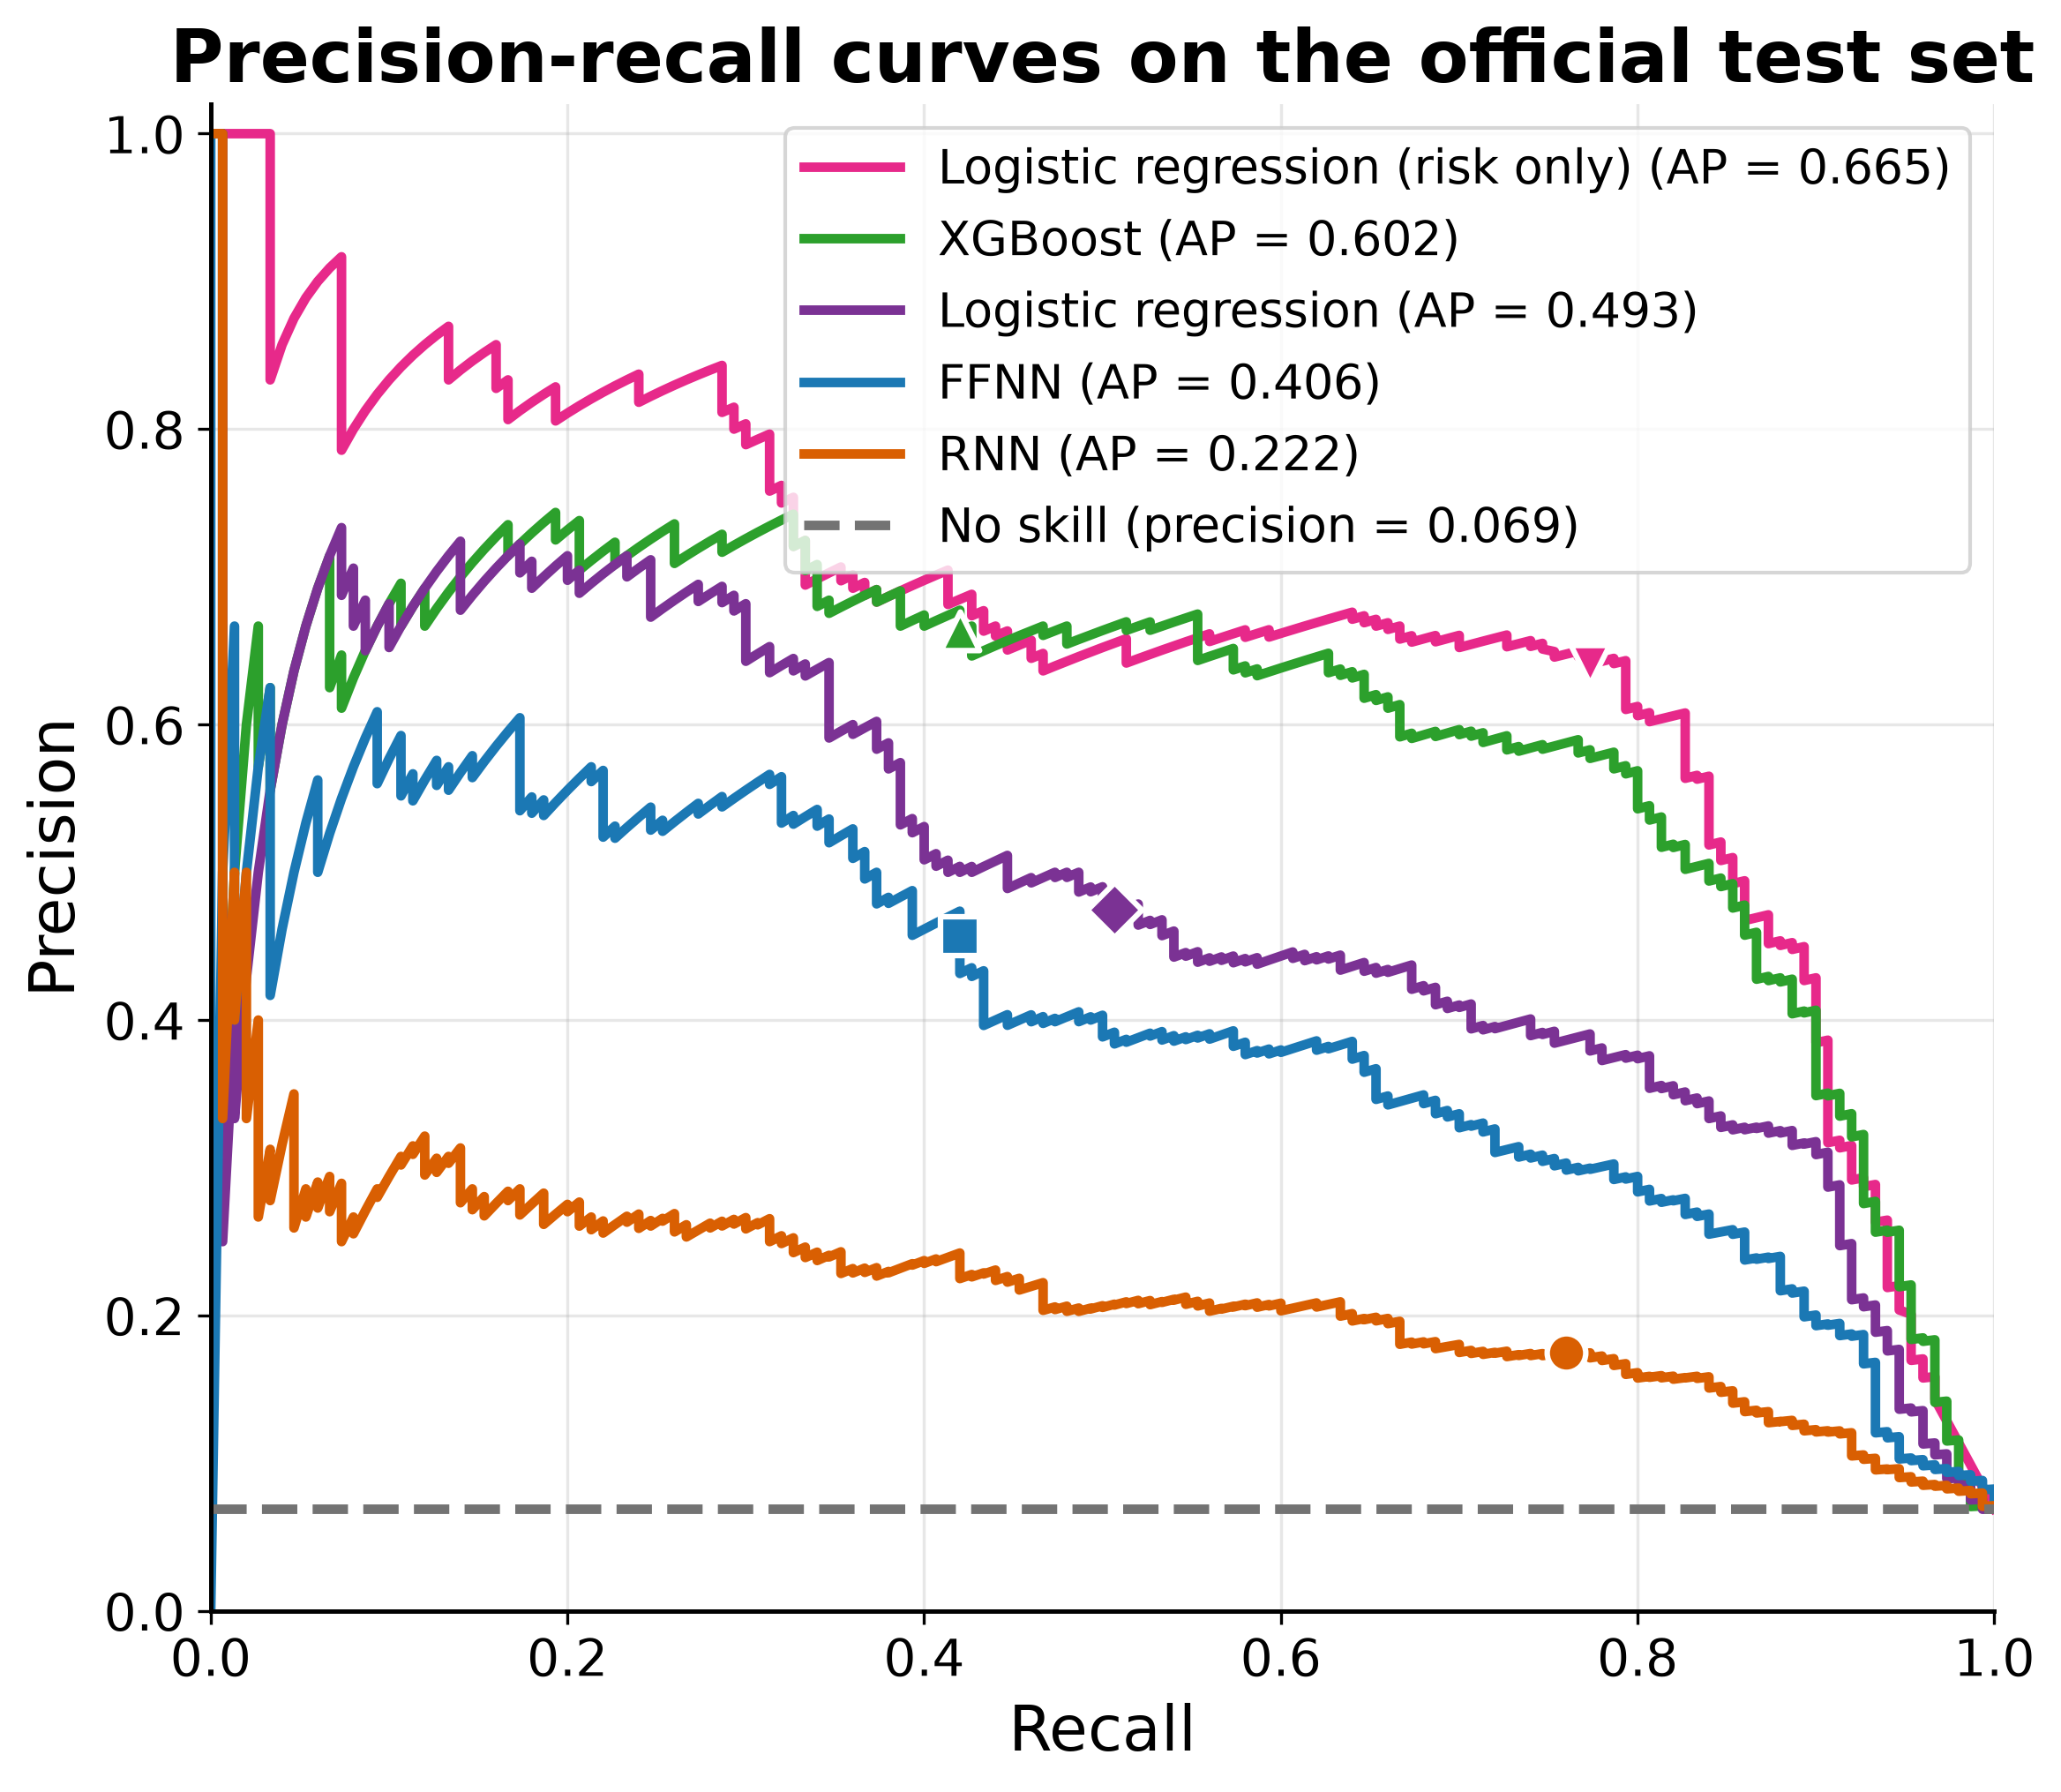 Precision-recall curves on the official test set
Logistic regression (risk only) (AP = 0.665)
XGBoost (AP = 0.602)
Logistic regression (AP = 0.493)
FFNN (AP = 0.406)
RNN (AP = 0.222)
No skill (precision = 0.069)
Precision
1.0
0.8
0.6
0.4
0.2
0.0
0.0 0.2 0.4 0.6 0.8 1.0
Recall